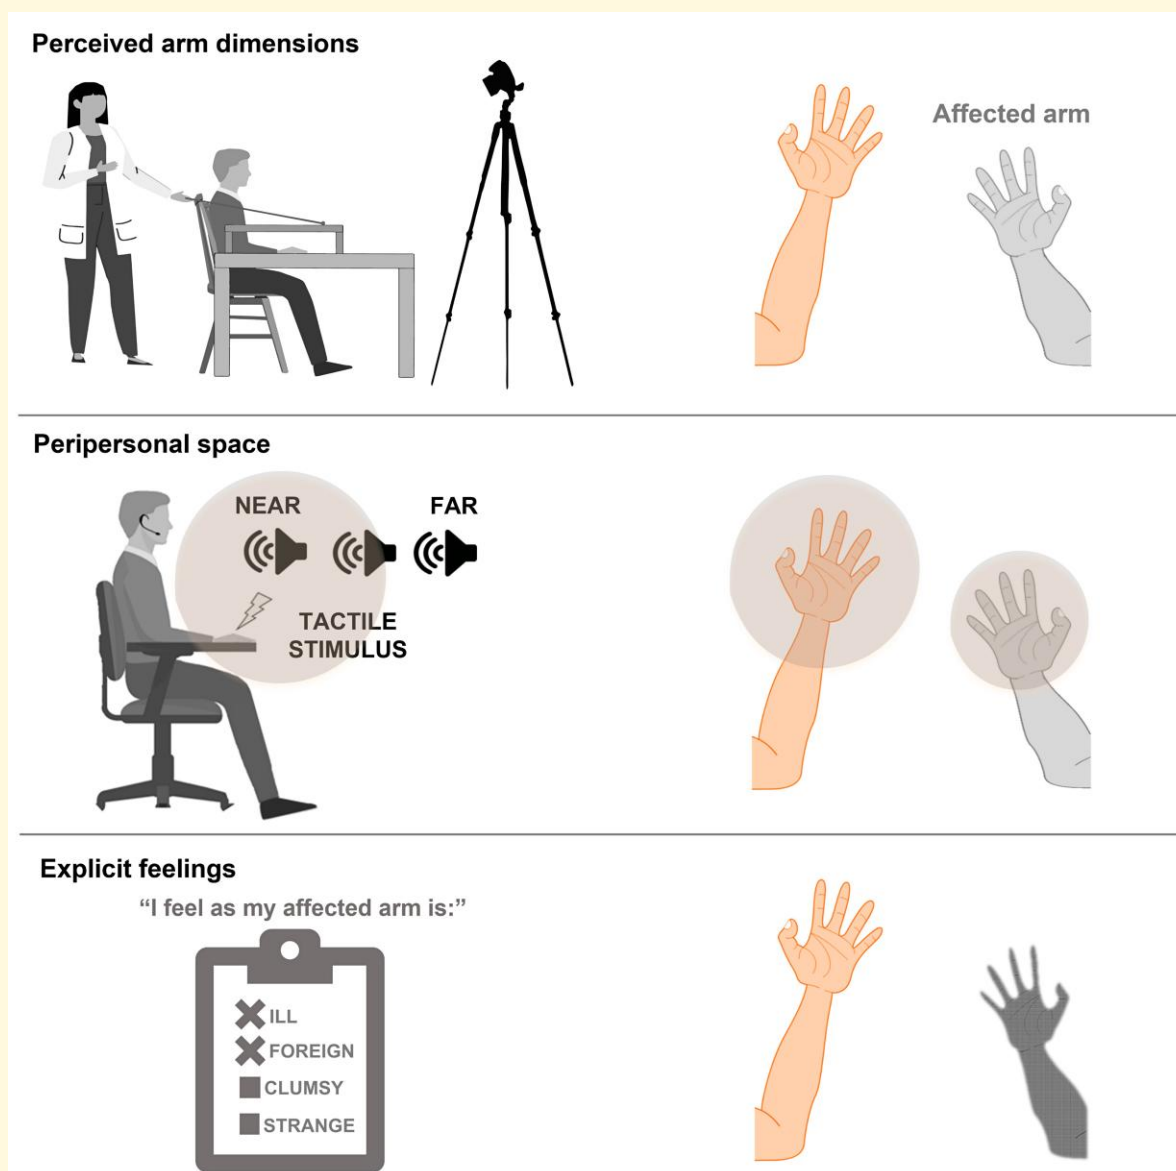 Perceived arm dimensions
Affected arm
Peripersonal space
NEAR
FAR
TACTILE
STIMULUS
Explicit feelings
“I feel as my affected arm is:”
ILL
FOREIGN
CLUMSY
STRANGE